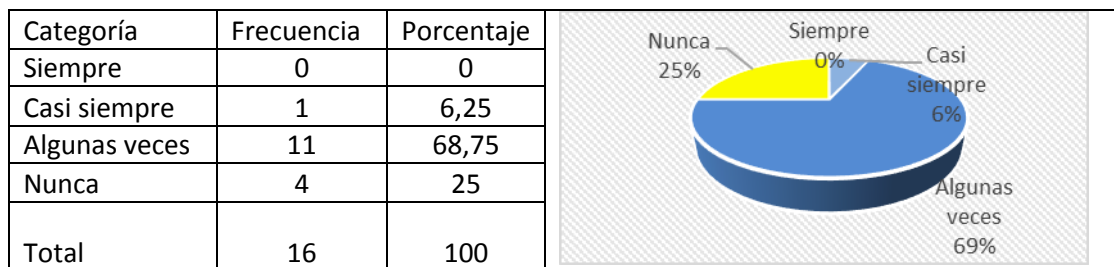 Categoría Frecuencia Porcentaje
Siempre 0 0
Casi siempre 1 6,25
Algunas veces 11 68,75
Nunca 4 25
Total 16 100
Siempre
0%
Casi
siempre
6%
Algunas
veces
69%
Nunca
25%